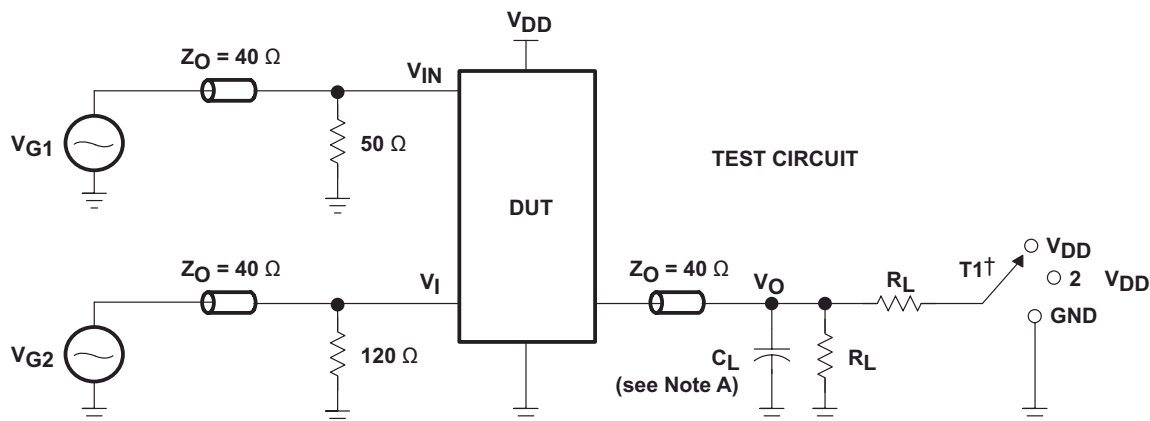 VDD
ZO = 40 Ω
VIN
VG1
50 Ω
TEST CIRCUIT
DUT
ZO = 40 Ω
VI
ZO = 40 Ω
VO
RL
T1†
VDD
2 VDD
GND
VG2
120 Ω
CL
(see Note A)
RL